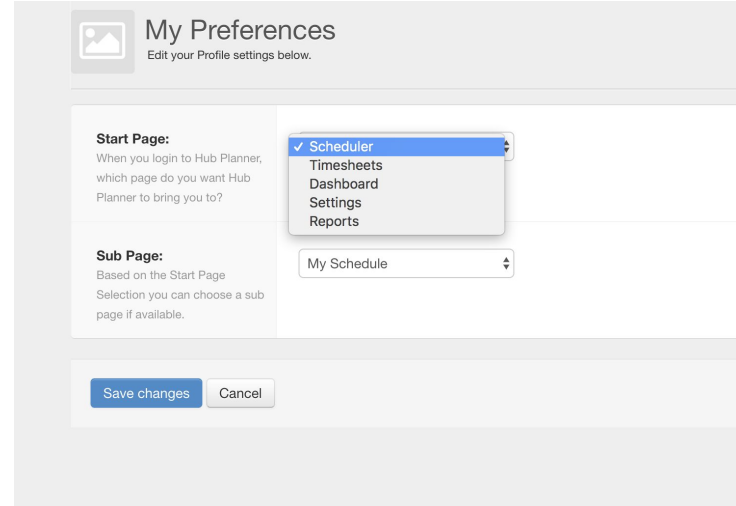 My Preferences
Edit your Profile settings below.
Start Page:
When you login to Hub Planner,
which page do you want Hub
Planner to bring you to?
✓ Scheduler
Timesheets
Dashboard
Settings
Reports
Sub Page:
Based on the Start Page
Selection you can choose a sub
page if available.
My Schedule
Save changes
Cancel